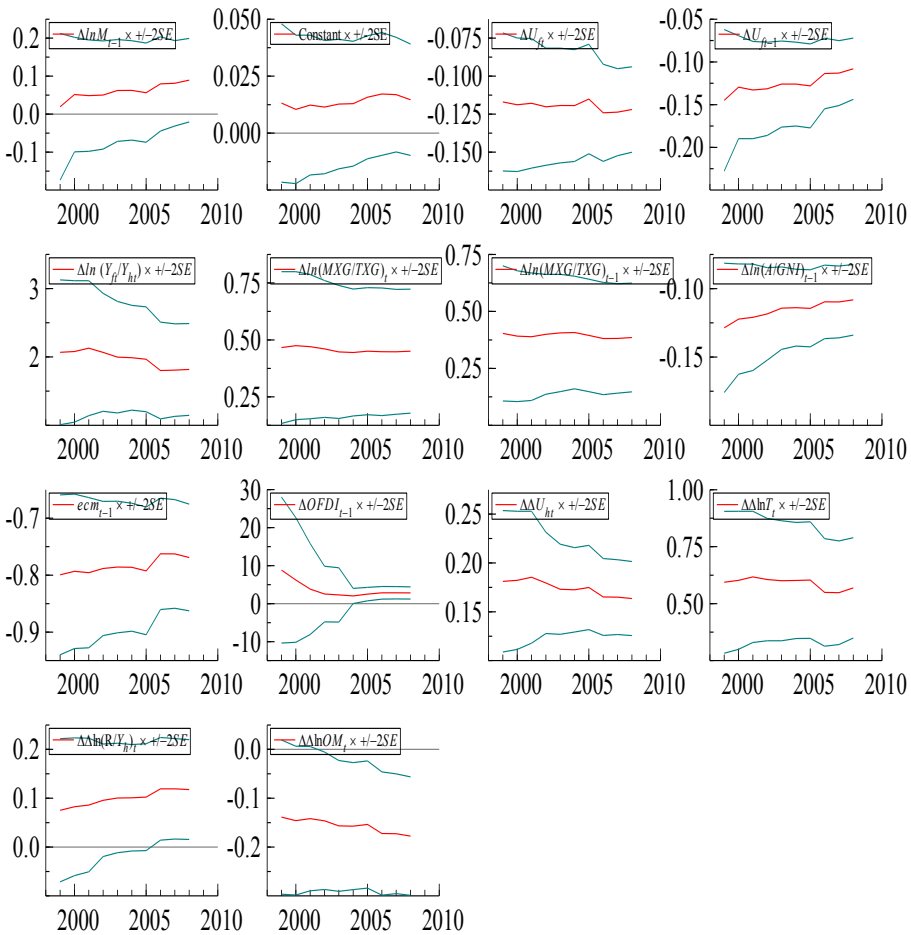 ΔlnM_{t−1} × +/−2SE
0.2
0.1
0.0
-0.1
2000 2005 2010
Constant × +/−2SE
0.050
0.025
0.000
2000 2005 2010
ΔU_{ft} × +/−2SE
-0.075
-0.100
-0.125
-0.150
2000 2005 2010
ΔU_{ft−1} × +/−2SE
-0.05
-0.10
-0.15
-0.20
2000 2005 2010
Δln (Y_{ft}/Y_{ht}) × +/−2SE
3
2
2000 2005 2010
Δln(MXG/TXG)_t × +/−2SE
0.75
0.50
0.25
2000 2005 2010
Δln(MXG/TXG)_{t−1} × +/−2SE
0.75
0.50
0.25
2000 2005 2010
Δln(A/GNI)_{t−1} × +/−2SE
-0.10
-0.15
2000 2005 2010
ecm_{t−1} × +/−2SE
-0.7
-0.8
-0.9
2000 2005 2010
ΔOFDI_{t−1} × +/−2SE
30
20
10
0
-10
2000 2005 2010
ΔΔU_{ht} × +/−2SE
0.25
0.20
0.15
2000 2005 2010
ΔΔlnT_t × +/−2SE
1.00
0.75
0.50
2000 2005 2010
ΔΔln(R/Y_h)_t × +/−2SE
0.2
0.1
0.0
2000 2005 2010
ΔΔlnOM_t × +/−2SE
0.0
-0.1
-0.2
2000 2005 2010